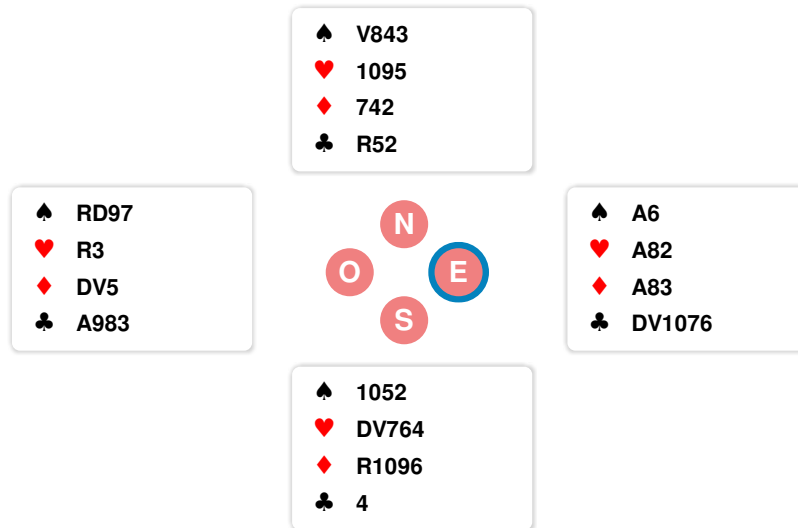 ♠ V843
♥ 1095
♦ 742
♣ R52
♠ RD97
♥ R3
♦ DV5
♣ A983
N
O
E
S
♠ A6
♥ A82
♦ A83
♣ DV1076
♠ 1052
♥ DV764
♦ R1096
♣ 4